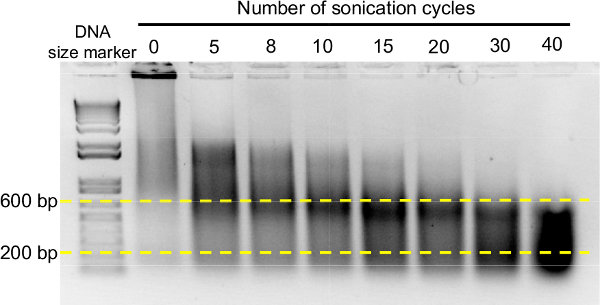 Number of sonication cycles
DNA
size marker
0 5 8 10 15 20 30 40
600 bp
200 bp